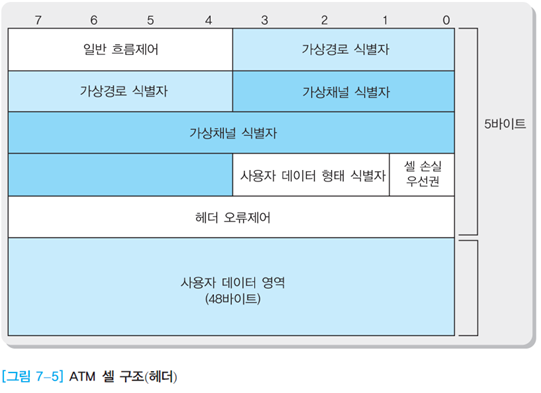 7 6 5 4 3 2 1 0
일반 흐름제어 가상경로 식별자
가상경로 식별자 가상채널 식별자
가상채널 식별자
사용자 데이터 형태 식별자 셀 손실
우선권
헤더 오류제어
5바이트
사용자 데이터 영역
(48바이트)
[그림 7-5] ATM 셀 구조(헤더)